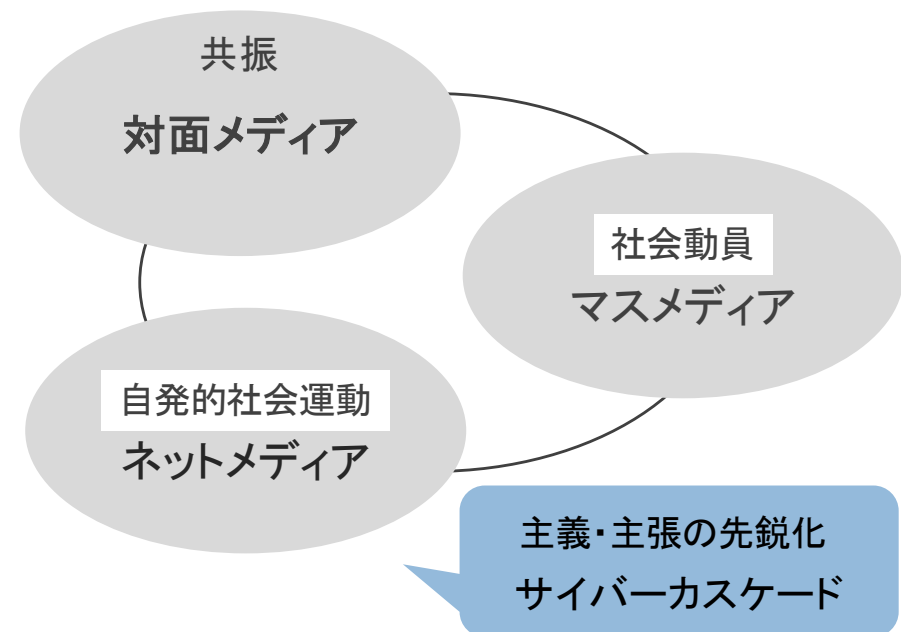 共振
対面メディア
社会動員
マスメディア
自発的社会運動
ネットメディア
主義・主張の先鋭化
サイバーカスケード